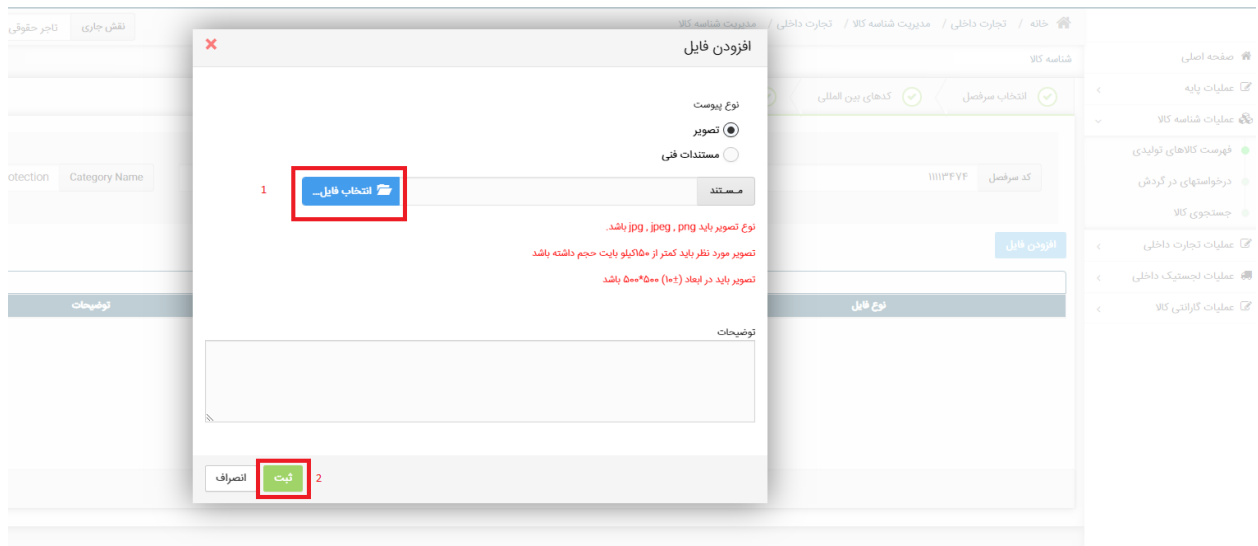 خانه / تجارت داخلی / مدیریت شناسه کالا / تجارت داخلی / مدیریت شناسه کالا
نقش جاری تاجر حقوقی
صفحه اصلی
عملیات پایه
عملیات شناسه کالا
فهرست کالاهای تولیدی
درخواستهای در گردش
جستجوی کالا
عملیات تجارت داخلی
عملیات لجستیک داخلی
عملیات گارانتی کالا
شناسه کالا
انتخاب سرفصل
کدهای بین المللی
کد سرفصل ۱۱۱۱۳۴۷۴
Category Name
افزودن فایل
نوع فایل
توضیحات
افزودن فایل
نوع پیوست
تصویر
مستندات فنی
مـسـتند
انتخاب فایل...
1
نوع تصویر باید jpg , jpeg , png باشد.
تصویر مورد نظر باید کمتر از ۱۵۰کیلو بایت حجم داشته باشد
تصویر باید در ابعاد (±۱۰) ۵۰۰*۵۰۰ باشد
توضیحات
2
ثبت
انصراف